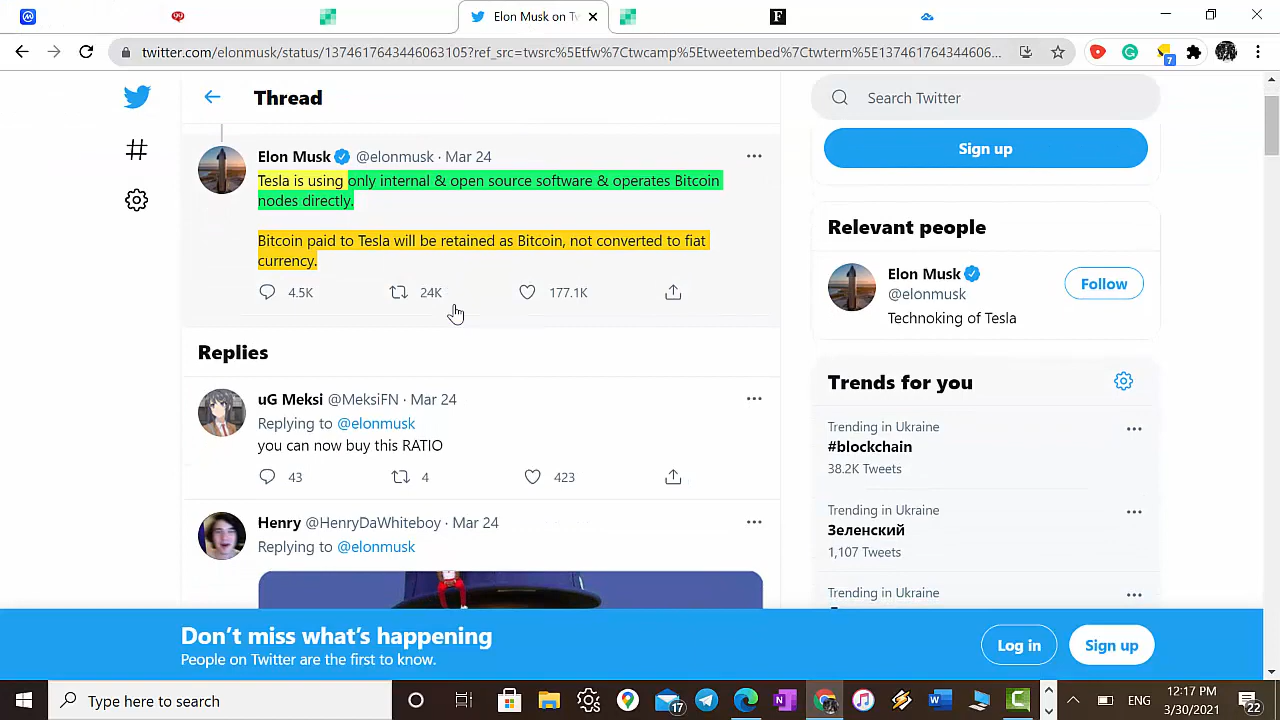 Elon Musk on Tw
F
twitter.com/elonmusk/status/1374617643446063105?ref_src=twsrc%5Etfw%7Ctwcamp%5Etweetembed%7Ctwterm%5E137461764344606...
7
Thread
Search Twitter
Elon Musk @elonmusk · Mar 24
Tesla is using only internal & open source software & operates Bitcoin
nodes directly.
Bitcoin paid to Tesla will be retained as Bitcoin, not converted to fiat
currency.
4.5K 24K 177.1K
Sign up
Relevant people
Elon Musk
@elonmusk
Technoking of Tesla
Follow
Replies
uG Meksi @MeksiFN · Mar 24
Replying to @elonmusk
you can now buy this RATIO
43 4 423
Henry @HenryDaWhiteboy · Mar 24
Replying to @elonmusk
Trends for you
Trending in Ukraine
#blockchain
38.2K Tweets
Trending in Ukraine
Зеленский
1,107 Tweets
Trending in Ukraine
Don't miss what's happening
People on Twitter are the first to know.
Log in
Sign up
Type here to search
17
ENG
12:17 PM
3/30/2021
22